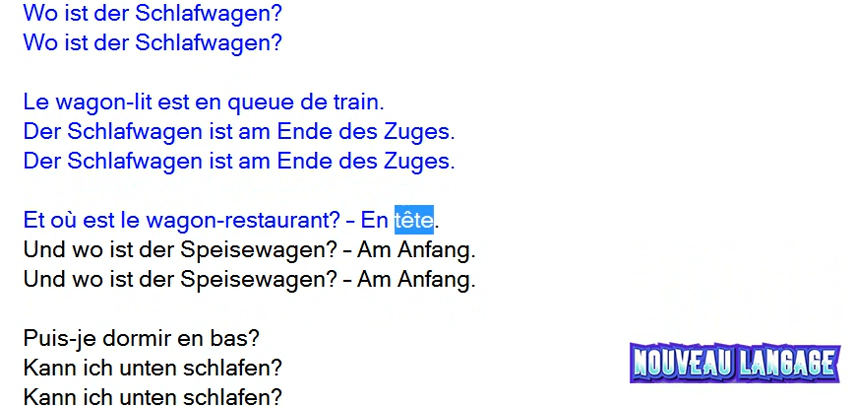 Wo ist der Schlafwagen?
Wo ist der Schlafwagen?
Le wagon-lit est en queue de train.
Der Schlafwagen ist am Ende des Zuges.
Der Schlafwagen ist am Ende des Zuges.
Et où est le wagon-restaurant? – En tête.
Und wo ist der Speisewagen? – Am Anfang.
Und wo ist der Speisewagen? – Am Anfang.
Puis-je dormir en bas?
Kann ich unten schlafen?
Kann ich unten schlafen?
NOUVEAU LANGAGE